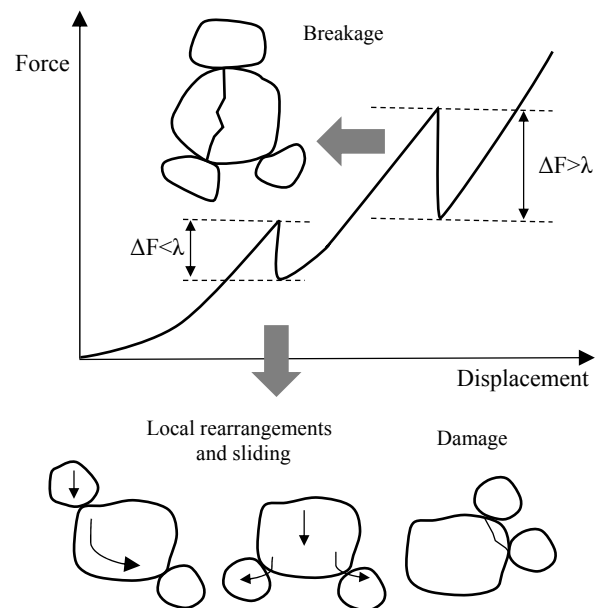 Breakage
Force
ΔF>λ
ΔF<λ
Displacement
Local rearrangements
and sliding
Damage